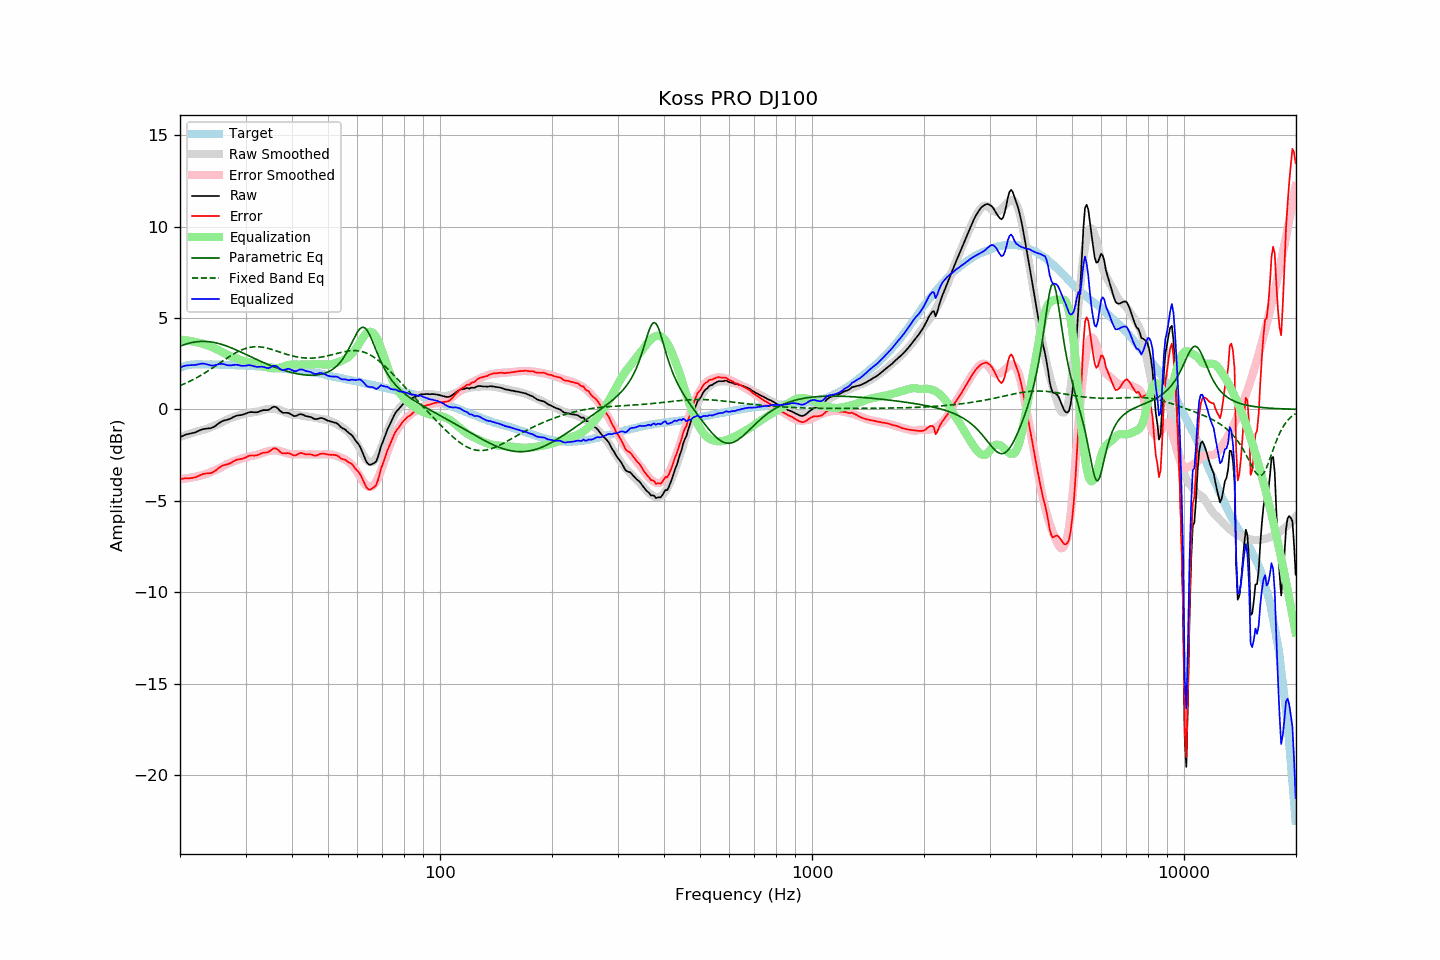 Koss PRO DJ100
Target
Raw Smoothed
Error Smoothed
Raw
Error
Equalization
Parametric Eq
Fixed Band Eq
Equalized
15
10
5
0
−5
−10
−15
−20
Amplitude (dBr)
100
1000
10000
Frequency (Hz)